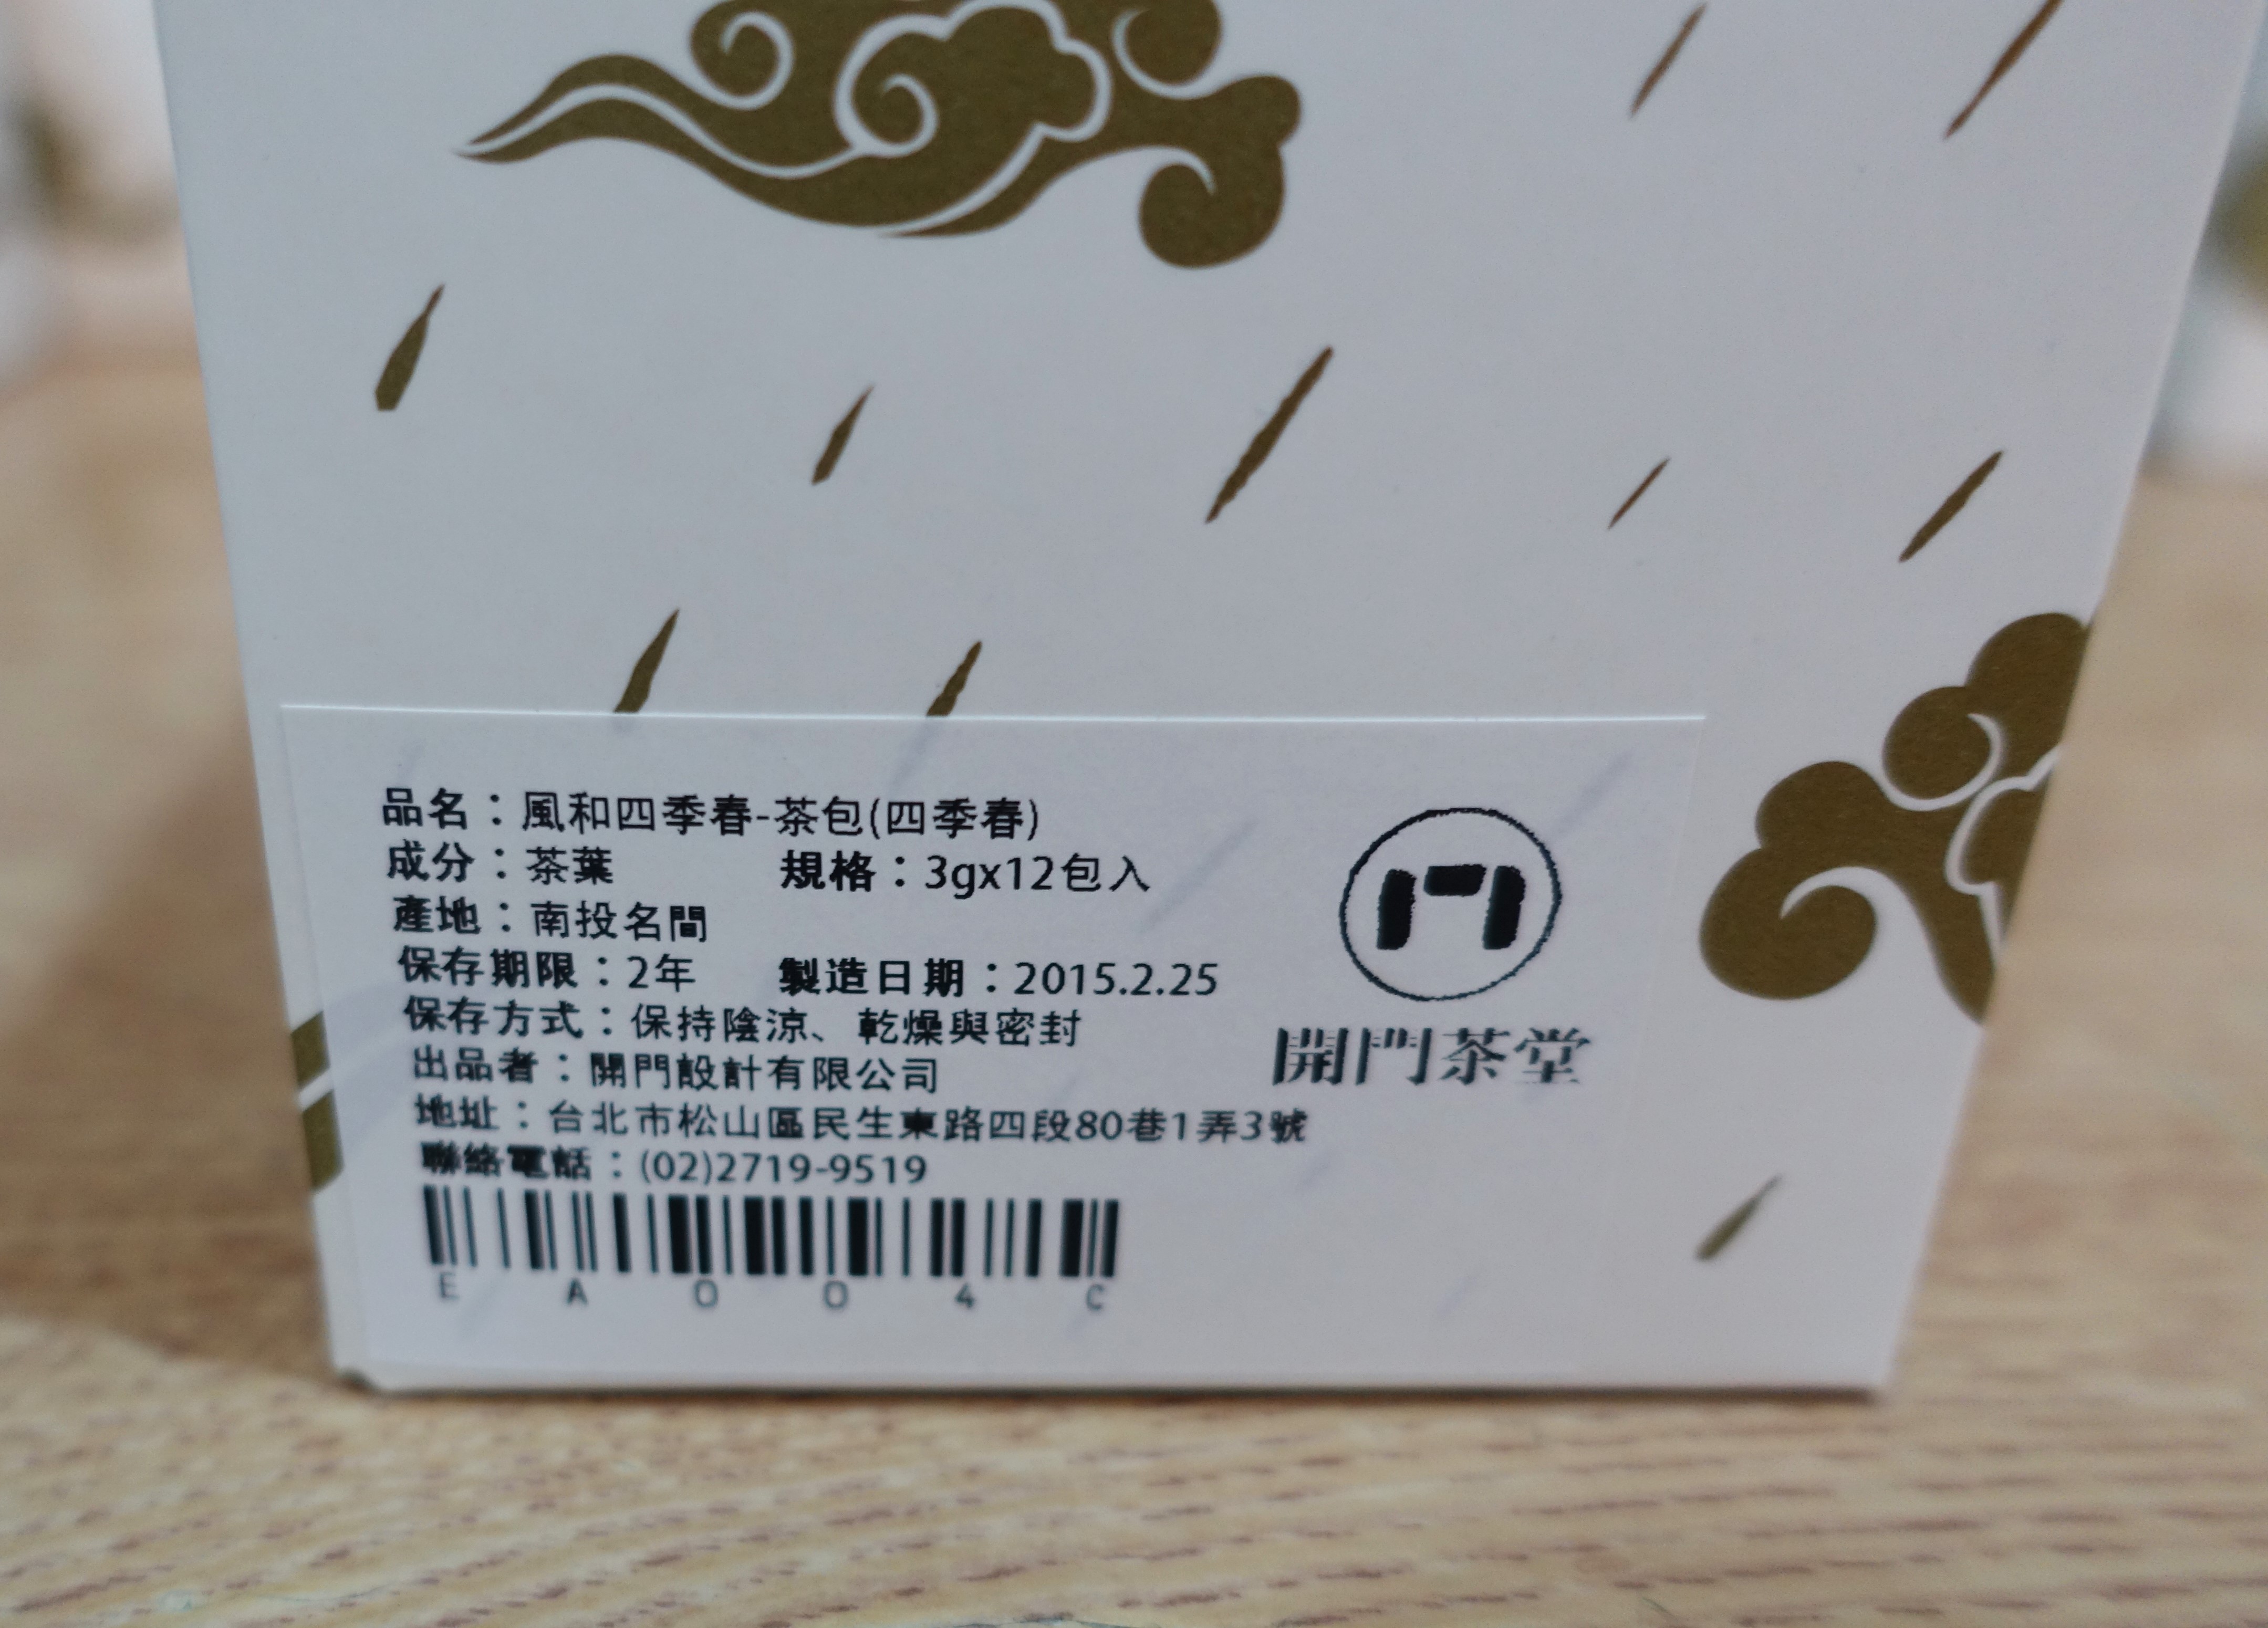 品名：風和四季春-茶包(四季春)
成分：茶葉 規格：3gx12包入
產地：南投名間
保存期限：2年 製造日期：2015.2.25
保存方式：保持陰涼、乾燥與密封
出品者：開門設計有限公司
地址：台北市松山區民生東路四段80巷1弄3號
聯絡電話：(02)2719-9519
EA004C
開門茶堂